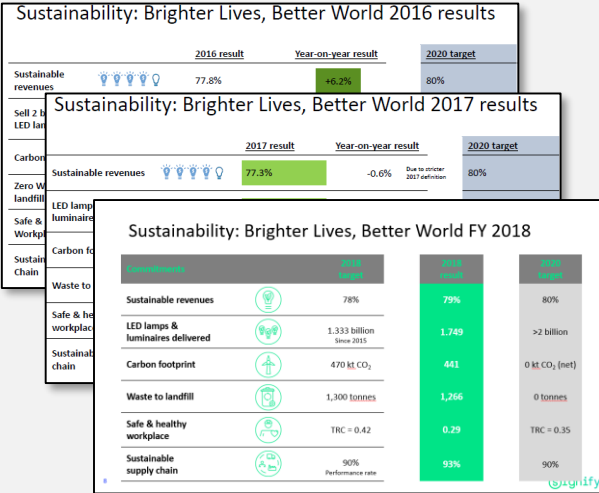 Sustainability: Brighter Lives, Better World 2016 results
2016 result Year-on-year result 2020 target
Sustainable revenues 77.8% +6.2% 80%
Sell 2 b
LED lan
Carbon
Zero W
landfill
Safe &
Workpl
Sustain
Chain
Sustainability: Brighter Lives, Better World 2017 results
2017 result Year-on-year result 2020 target
Sustainable revenues 77.3% -0.6% Due to stricter 2017 definition 80%
LED lamp
luminaire
Carbon fo
Waste to
Safe & he
workplac
Sustainab
chain
Sustainability: Brighter Lives, Better World FY 2018
Commitments 2018 target 2018 result 2020 target
Sustainable revenues 78% 79% 80%
LED lamps & luminaires delivered 1.333 billion Since 2015 1.749 >2 billion
Carbon footprint 470 kt CO₂ 441 0 kt CO₂ (net)
Waste to landfill 1,300 tonnes 1,266 0 tonnes
Safe & healthy workplace TRC = 0.42 0.29 TRC = 0.35
Sustainable supply chain 90% Performance rate 93% 90%
8
Signify